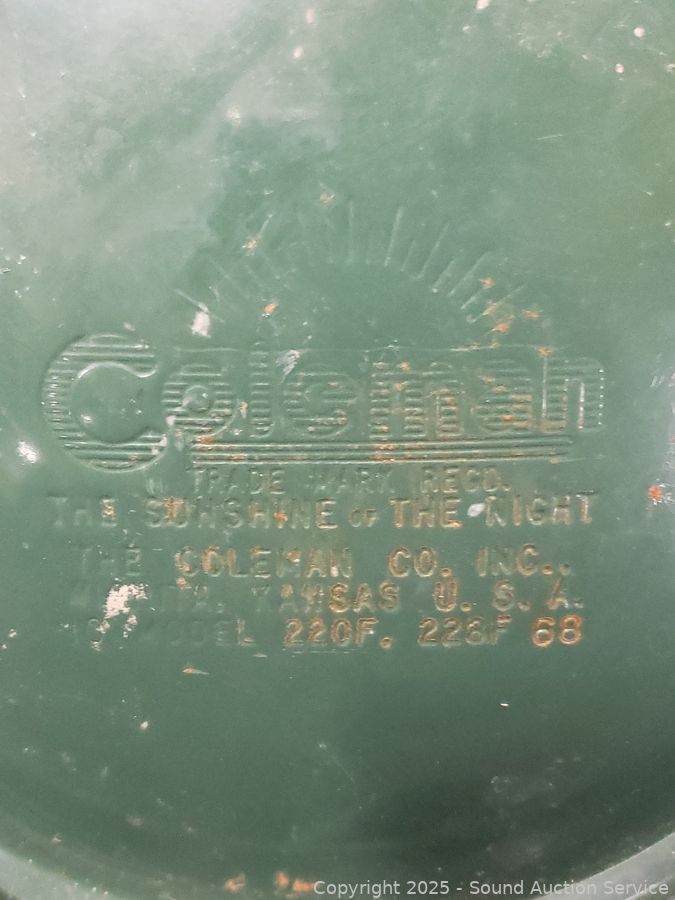 Coleman
TRADE MARK REGD.
THE SUNSHINE OF THE NIGHT
THE COLEMAN CO. INC.,
WICHITA, KANSAS U. S. A.
MODEL 220F, 228F 68
Copyright 2025 - Sound Auction Service